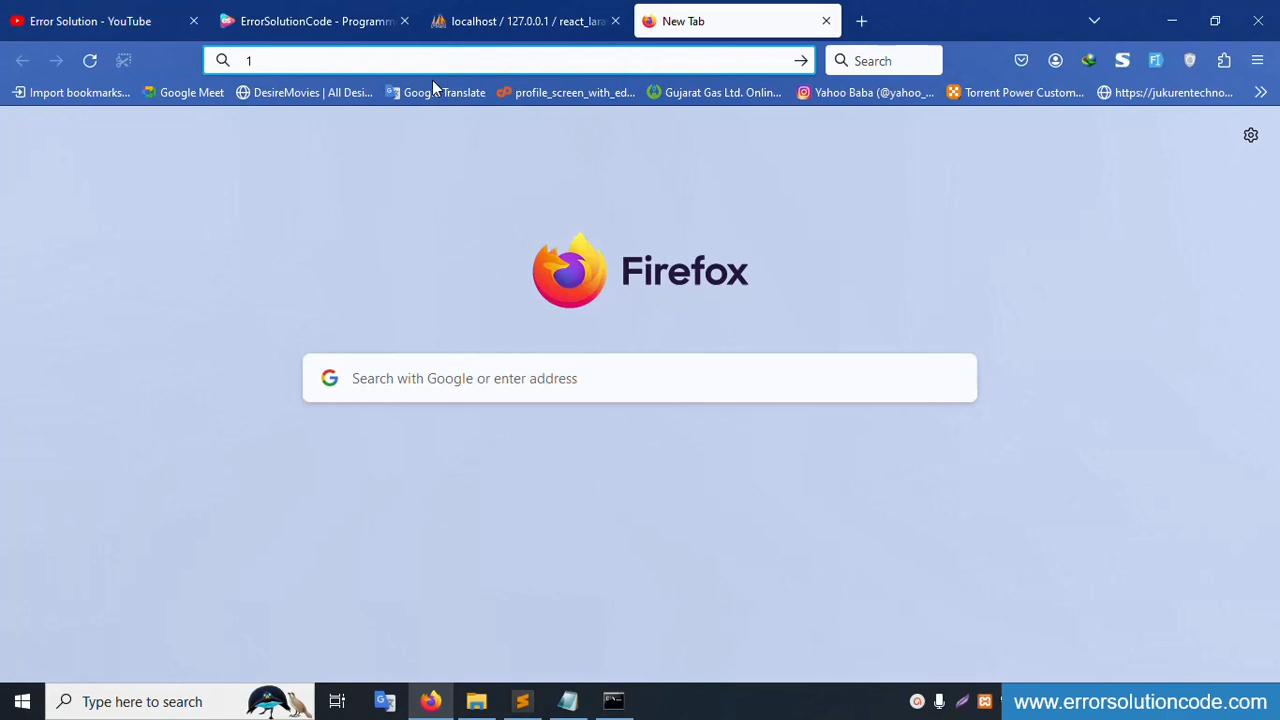 Error Solution - YouTube
ErrorSolutionCode - Programm
localhost / 127.0.0.1 / react_lara
New Tab
1
Search
Import bookmarks...
Google Meet
DesireMovies | All Desi...
Google Translate
profile_screen_with_ed...
Gujarat Gas Ltd. Onlin...
Yahoo Baba (@yahoo_...
Torrent Power Custom...
https://jukurentechno...
Firefox
Search with Google or enter address
Type here to search
www.errorsolutioncode.com